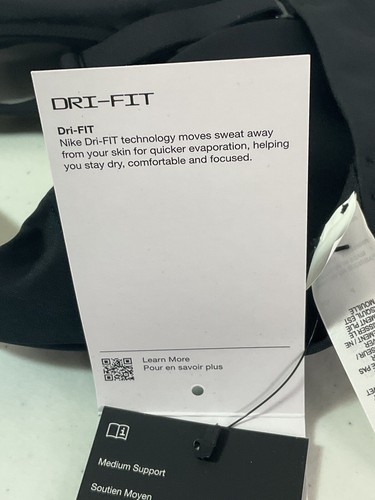 DRI-FIT
Dri-FIT
Nike Dri-FIT technology moves sweat away
from your skin for quicker evaporation, helping
you stay dry, comfortable and focused.
Learn More
Pour en savoir plus
Medium Support
Soutien Moyen